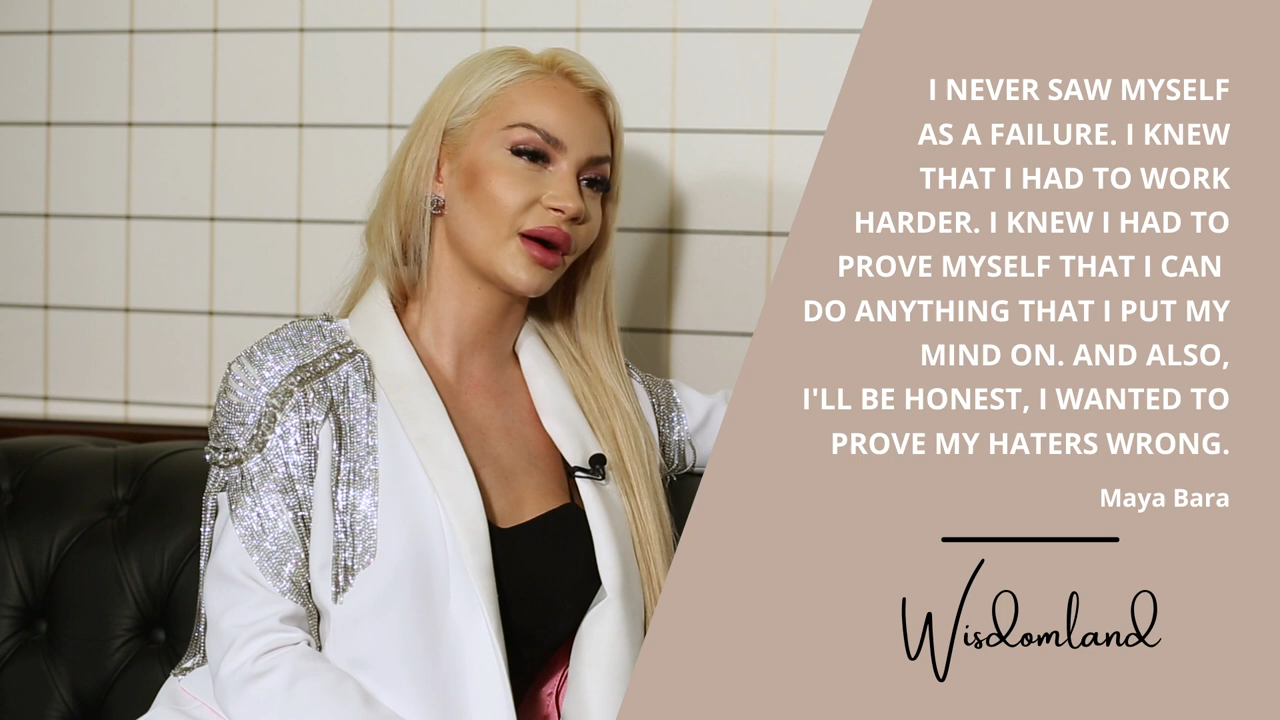 I NEVER SAW MYSELF
AS A FAILURE. I KNEW
THAT I HAD TO WORK
HARDER. I KNEW I HAD TO
PROVE MYSELF THAT I CAN
DO ANYTHING THAT I PUT MY
MIND ON. AND ALSO,
I'LL BE HONEST, I WANTED TO
PROVE MY HATERS WRONG.
Maya Bara
Wisdomland